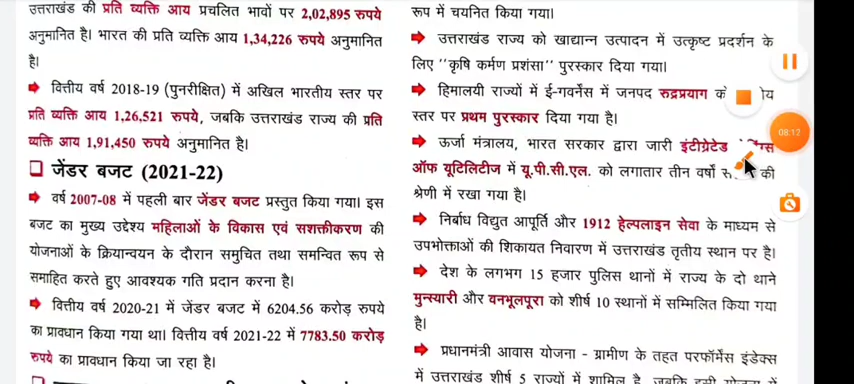 उत्तराखंड की प्रति व्यक्ति आय प्रचलित भावों पर 2,02,895 रुपये
अनुमानित है। भारत की प्रति व्यक्ति आय 1,34,226 रुपये अनुमानित
है।
वित्तीय वर्ष 2018-19 (पुनरीक्षित) में अखिल भारतीय स्तर पर
प्रति व्यक्ति आय 1,26,521 रुपये, जबकि उत्तराखंड राज्य की प्रति
व्यक्ति आय 1,91,450 रुपये अनुमानित है।
जेंडर बजट (2021-22)
वर्ष 2007-08 में पहली बार जेंडर बजट प्रस्तुत किया गया। इस
बजट का मुख्य उद्देश्य महिलाओं के विकास एवं सशक्तीकरण की
योजनाओं के क्रियान्वयन के दौरान समुचित तथा समन्वित रूप से
समाहित करते हुए आवश्यक गति प्रदान करना है।
वित्तीय वर्ष 2020-21 में जेंडर बजट में 6204.56 करोड़ रुपये
का प्रावधान किया गया था। वित्तीय वर्ष 2021-22 में 7783.50 करोड़
रुपये का प्रावधान किया जा रहा है।
रूप में चयनित किया गया।
उत्तराखंड राज्य को खाद्यान्न उत्पादन में उत्कृष्ट प्रदर्शन के
लिए "कृषि कर्मण प्रशंसा" पुरस्कार दिया गया।
हिमालयी राज्यों में ई-गवर्नेंस में जनपद रुद्रप्रयाग
स्तर पर प्रथम पुरस्कार दिया गया है।
ऊर्जा मंत्रालय, भारत सरकार द्वारा जारी इंटीग्रेटेड
ऑफ यूटिलिटीज में यू.पी.सी.एल. को लगातार तीन वर्षों की
श्रेणी में रखा गया है।
निर्बाध विद्युत आपूर्ति और 1912 हेल्पलाइन सेवा के माध्यम से
उपभोक्ताओं की शिकायत निवारण में उत्तराखंड तृतीय स्थान पर है।
देश के लगभग 15 हजार पुलिस थानों में राज्य के दो थाने
मुन्स्यारी और वनभूलपूरा को शीर्ष 10 स्थानों में सम्मिलित किया गया
है।
प्रधानमंत्री आवास योजना - ग्रामीण के तहत परफॉर्मेंस इंडेक्स
में उत्तराखंड शीर्ष 5 राज्यों में शामिल है, जबकि इसी योजना में
08:12